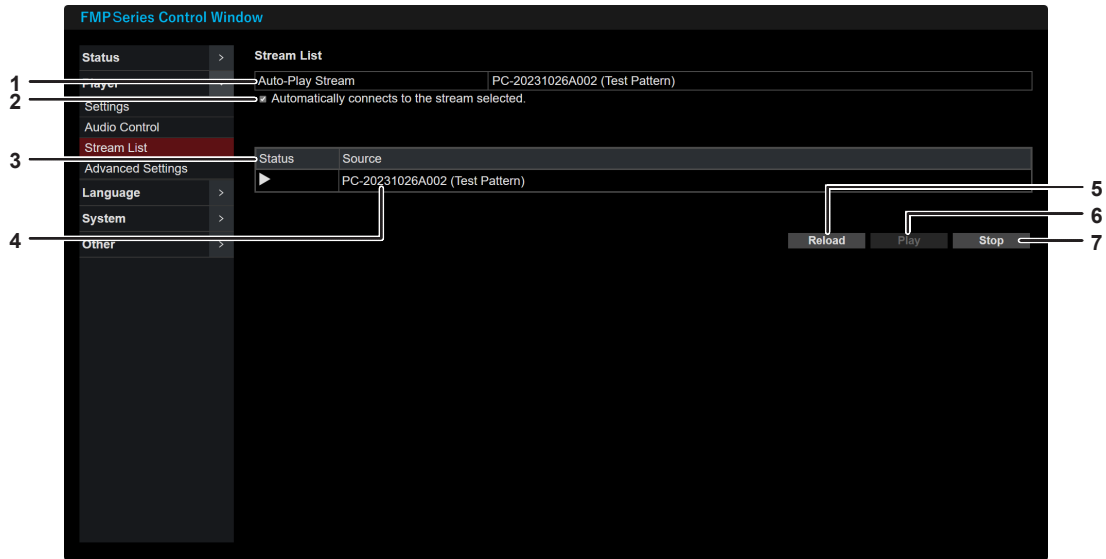 FMPSeries Control Window
Status >
Stream List
1
Auto-Play Stream PC-20231026A002 (Test Pattern)
Player
2
Automatically connects to the stream selected.
Settings
Audio Control
Stream List
3
Status Source
Advanced Settings
PC-20231026A002 (Test Pattern)
Language >
5
System >
6
4
Other >
Reload Play Stop
7